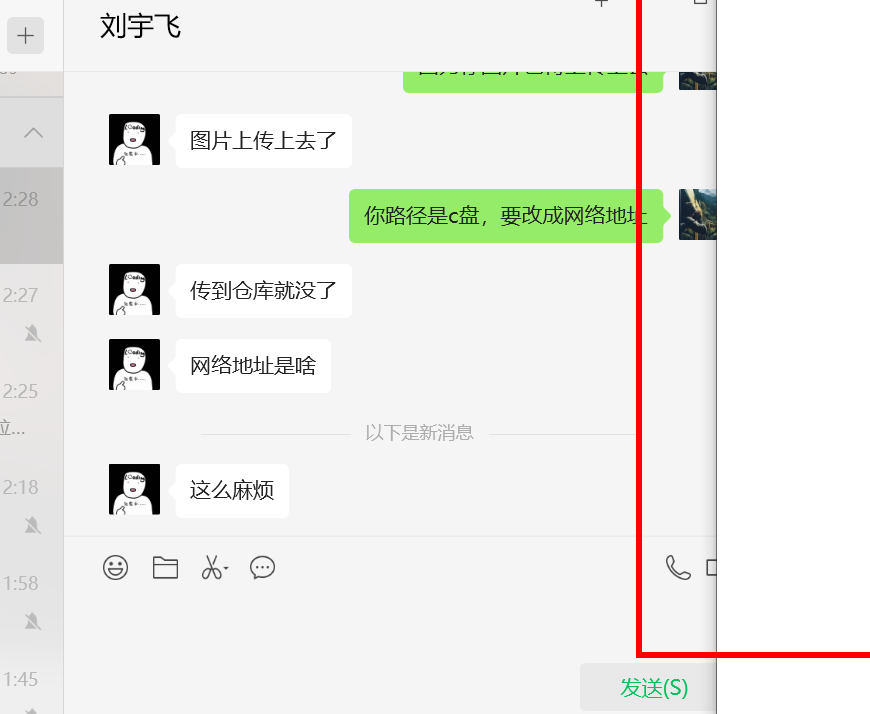 刘宇飞
图片上传上去了
2:28
你路径是c盘，要改成网络地址
传到仓库就没了
2:27
网络地址是啥
2:25
以下是新消息
这么麻烦
2:18
1:58
1:45
发送(S)